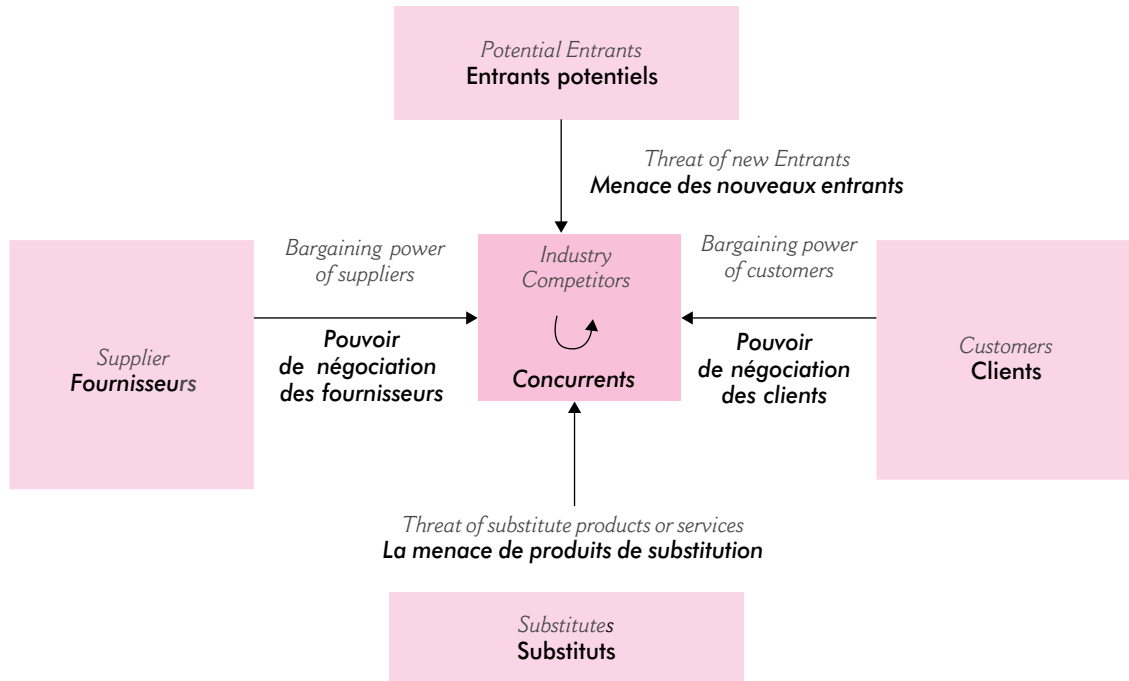 Potential Entrants
Entrants potentiels
Threat of new Entrants
Menace des nouveaux entrants
Bargaining power
of suppliers
Pouvoir
de négociation
des fournisseurs
Supplier
Fournisseurs
Industry
Competitors
Concurrents
Bargaining power
of customers
Pouvoir
de négociation
des clients
Customers
Clients
Threat of substitute products or services
La menace de produits de substitution
Substitutes
Substituts